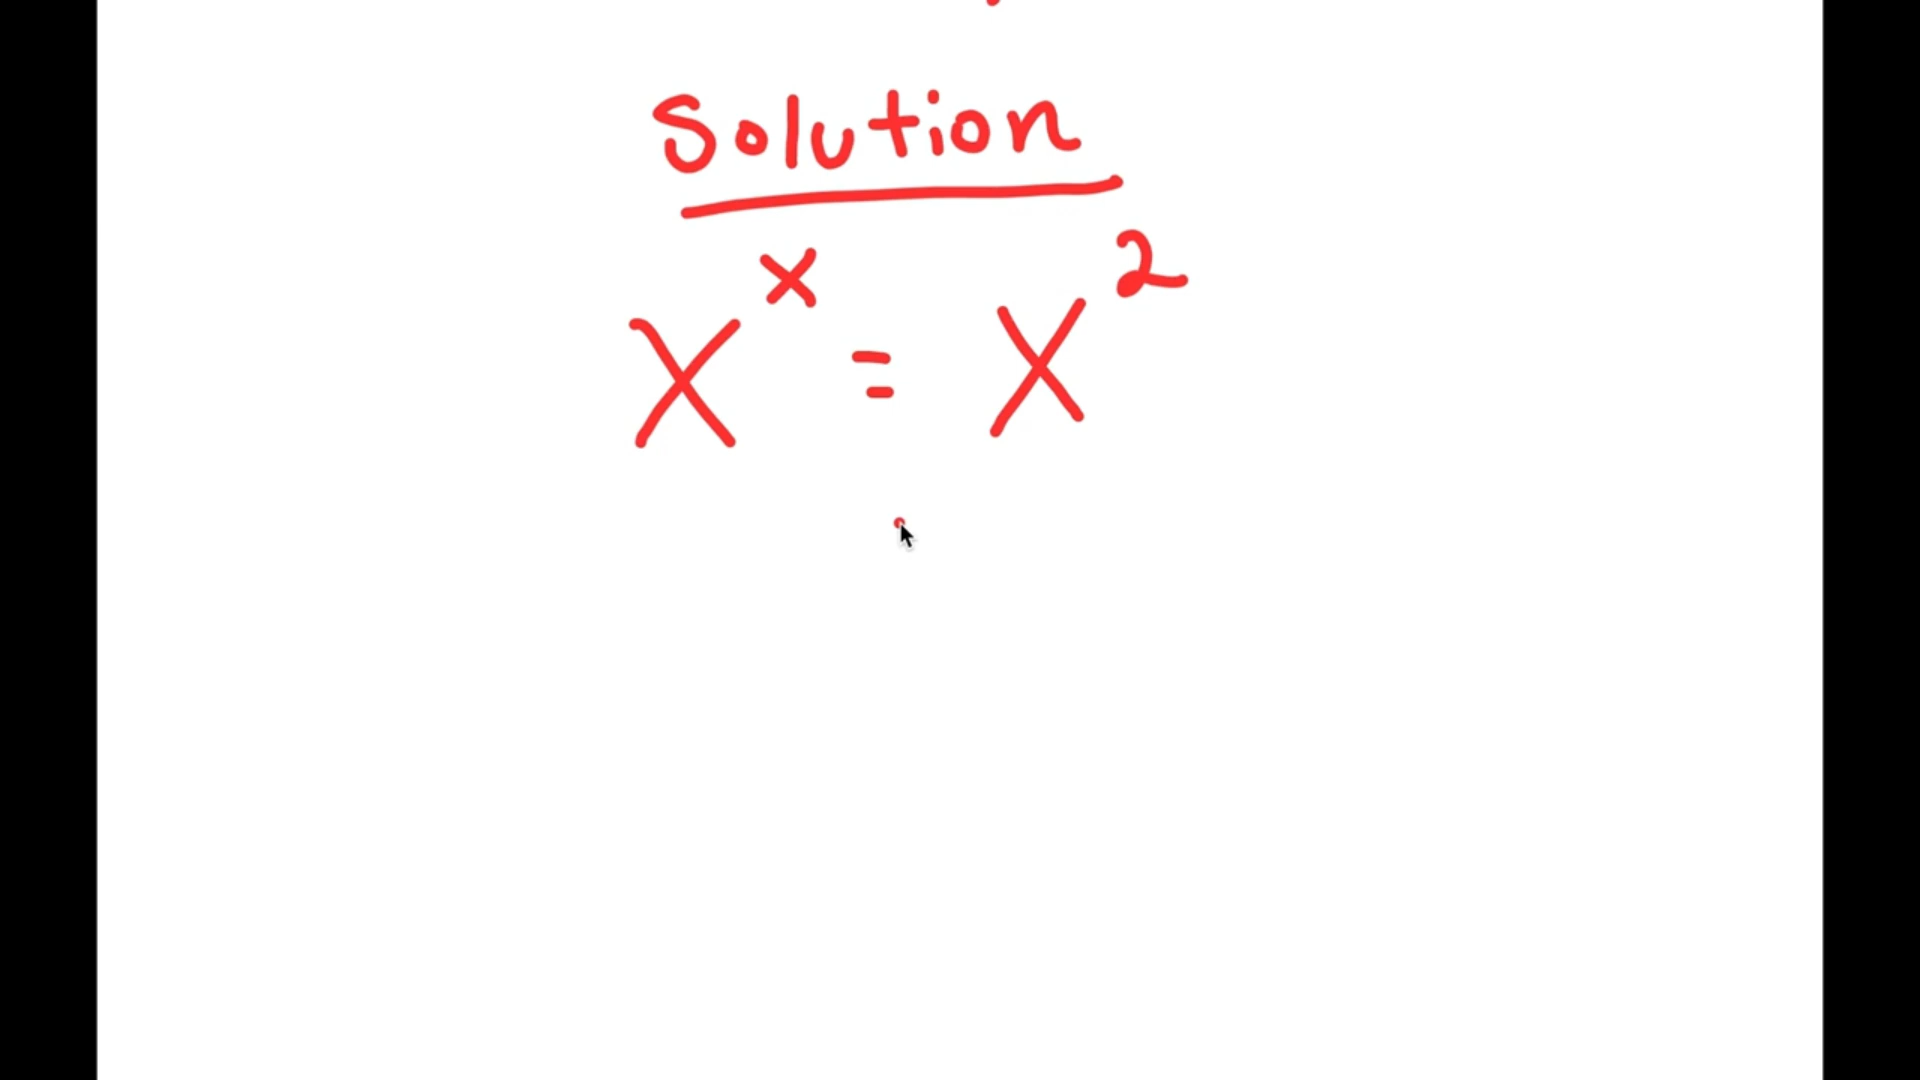 Solution
X^x = X^2